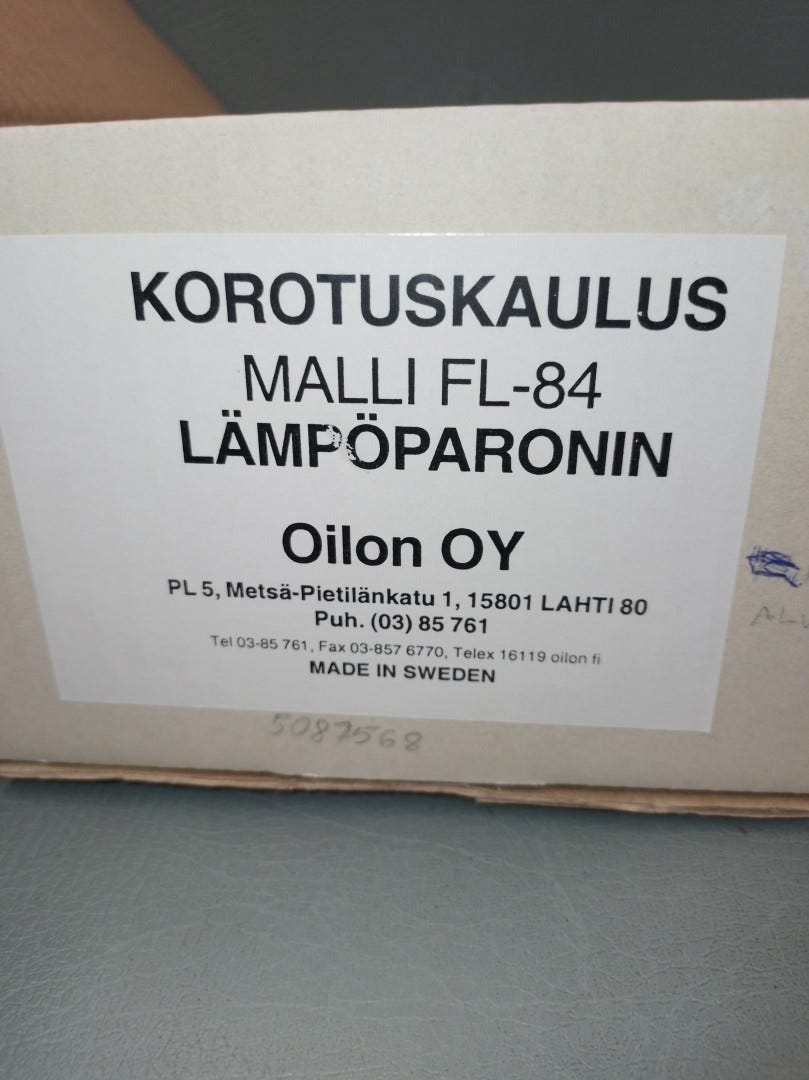 KOROTUSKAULUS
MALLI FL-84
LÄMPÖPARONIN
Oilon OY
PL 5, Metsä-Pietilänkatu 1, 15801 LAHTI 80
Puh. (03) 85 761
Tel 03-85 761, Fax 03-857 6770, Telex 16119 oilon fi
MADE IN SWEDEN
5087568